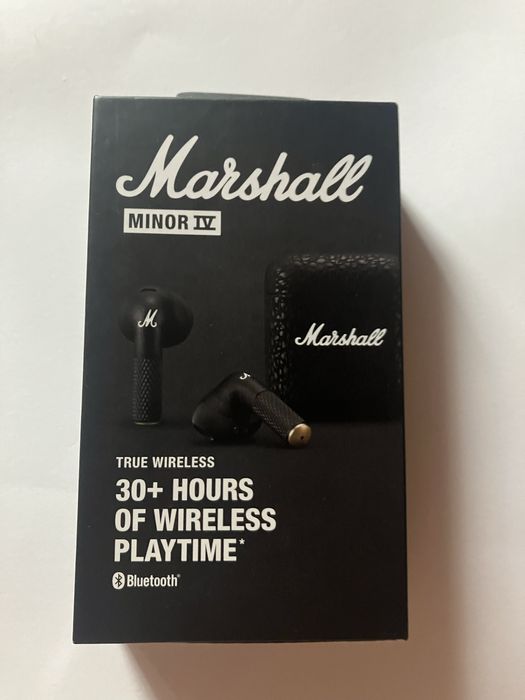 Marshall
MINOR IV
M
Marshall
TRUE WIRELESS
30+ HOURS
OF WIRELESS
PLAYTIME*
Bluetooth®